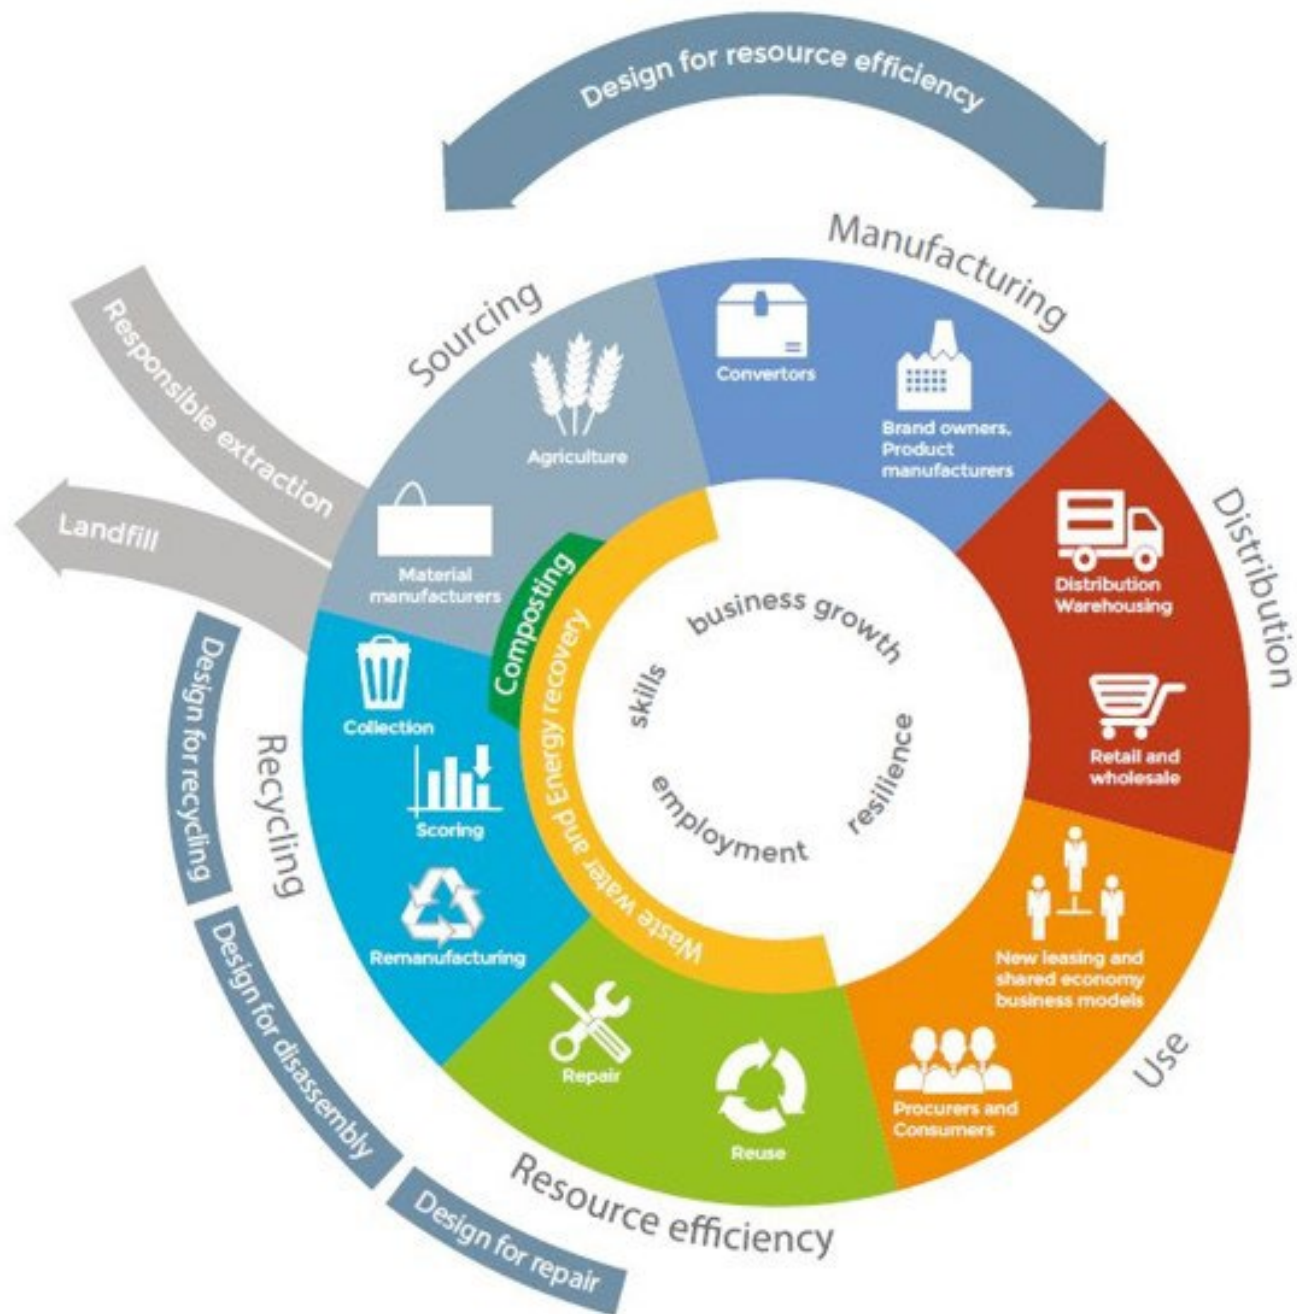 Design for resource efficiency
Manufacturing
Sourcing
Responsible extraction
Landfill
Convertors
Brand owners,
Product
manufacturers
Agriculture
Material
manufacturers
Distribution
Distribution
Warehousing
Retail and
wholesale
Composting
Waste water and Energy recovery
business growth
skills
resilience
employment
Design for recycling
Recycling
Collection
Scoring
Remanufacturing
New leasing and
shared economy
business models
Procurers and
Consumers
Use
Design for disassembly
Repair
Reuse
Resource efficiency
Design for repair